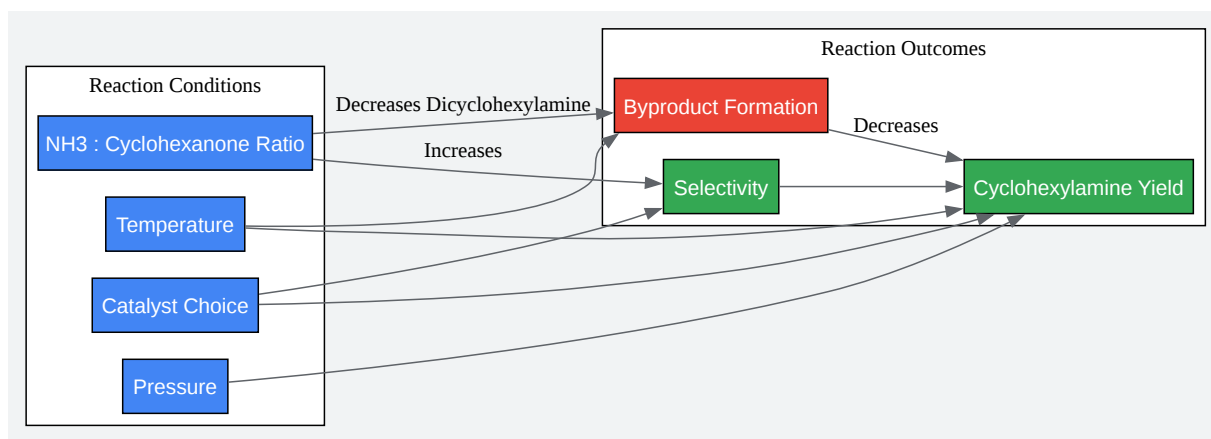 Reaction Conditions
NH3 : Cyclohexanone Ratio
Temperature
Catalyst Choice
Pressure
Decreases Dicyclohexylamine
Increases
Reaction Outcomes
Byproduct Formation
Decreases
Selectivity
Cyclohexylamine Yield